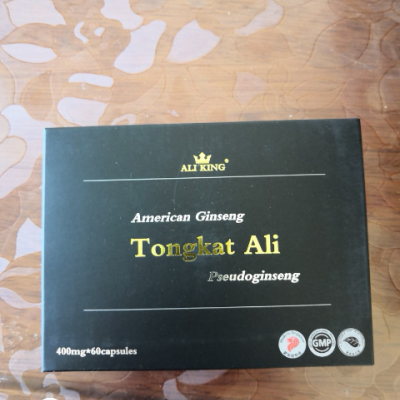 ALI KING®
American Ginseng
Tongkat Ali
Pseudoginseng
400mg*60capsules
GMP